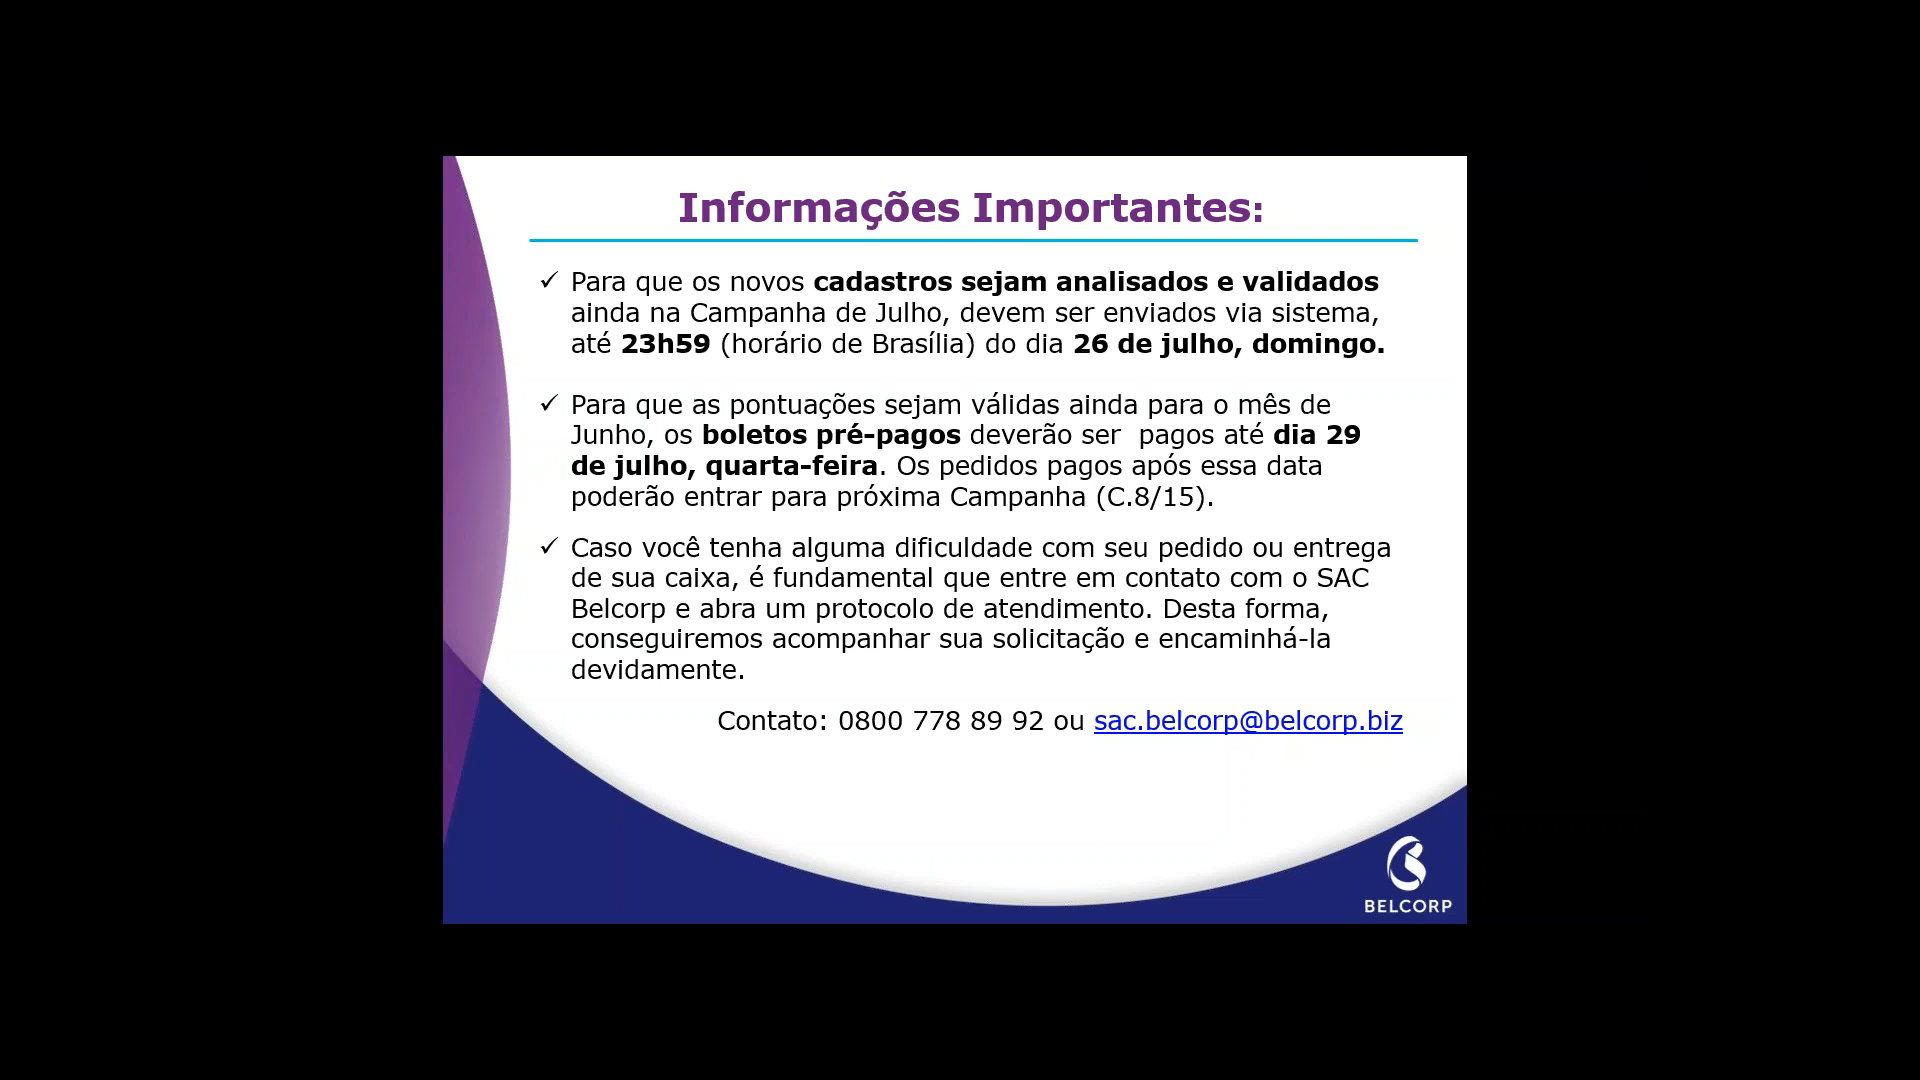 Informações Importantes:
✓ Para que os novos cadastros sejam analisados e validados
ainda na Campanha de Julho, devem ser enviados via sistema,
até 23h59 (horário de Brasília) do dia 26 de julho, domingo.
✓ Para que as pontuações sejam válidas ainda para o mês de
Junho, os boletos pré-pagos deverão ser  pagos até dia 29
de julho, quarta-feira. Os pedidos pagos após essa data
poderão entrar para próxima Campanha (C.8/15).
✓ Caso você tenha alguma dificuldade com seu pedido ou entrega
de sua caixa, é fundamental que entre em contato com o SAC
Belcorp e abra um protocolo de atendimento. Desta forma,
conseguiremos acompanhar sua solicitação e encaminhá-la
devidamente.
Contato: 0800 778 89 92 ou sac.belcorp@belcorp.biz
BELCORP